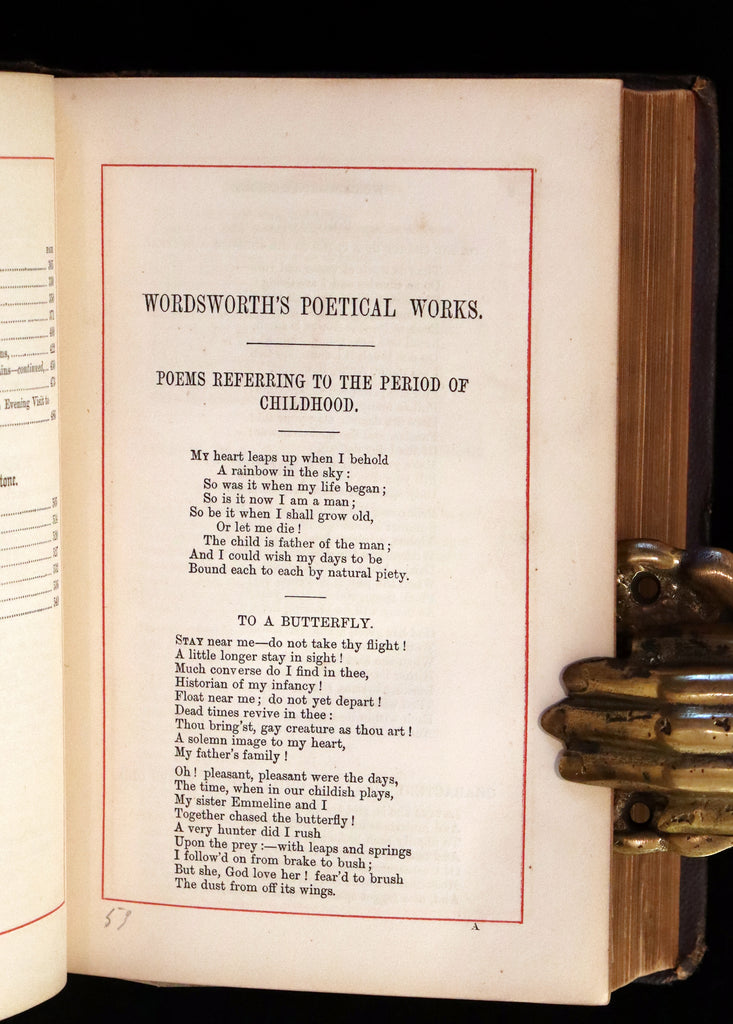 PAGE
ns,
ins—continued,
Evening Visit to
tone.
WORDSWORTH'S POETICAL WORKS.
POEMS REFERRING TO THE PERIOD OF
CHILDHOOD.
MY heart leaps up when I behold
A rainbow in the sky:
So was it when my life began;
So is it now I am a man;
So be it when I shall grow old,
Or let me die!
The child is father of the man;
And I could wish my days to be
Bound each to each by natural piety.
TO A BUTTERFLY.
STAY near me—do not take thy flight!
A little longer stay in sight!
Much converse do I find in thee,
Historian of my infancy!
Float near me; do not yet depart!
Dead times revive in thee:
Thou bring'st, gay creature as thou art!
A solemn image to my heart,
My father's family!
Oh! pleasant, pleasant were the days,
The time, when in our childish plays,
My sister Emmeline and I
Together chased the butterfly!
A very hunter did I rush
Upon the prey:—with leaps and springs
I follow'd on from brake to bush;
But she, God love her! fear'd to brush
The dust from off its wings.
59
A